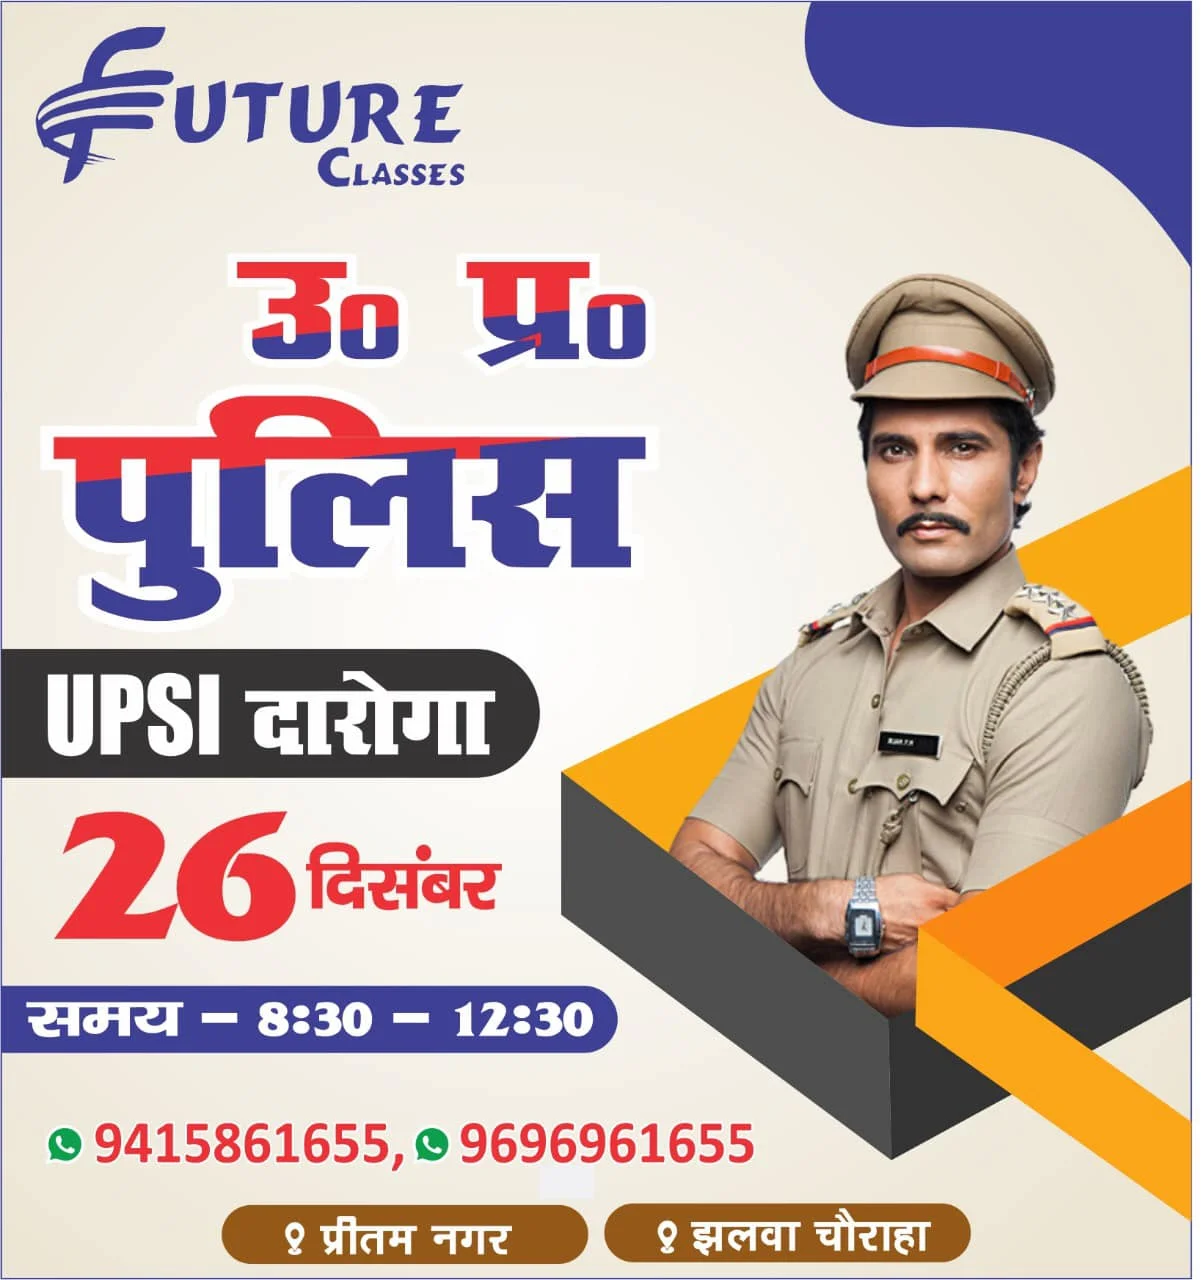 FUTURE
CLASSES
उ० प्र०
पुलिस
UPSI दारोगा
26 दिसंबर
समय – 8:30 – 12:30
9415861655, 9696961655
प्रीतम नगर
झलवा चौराहा